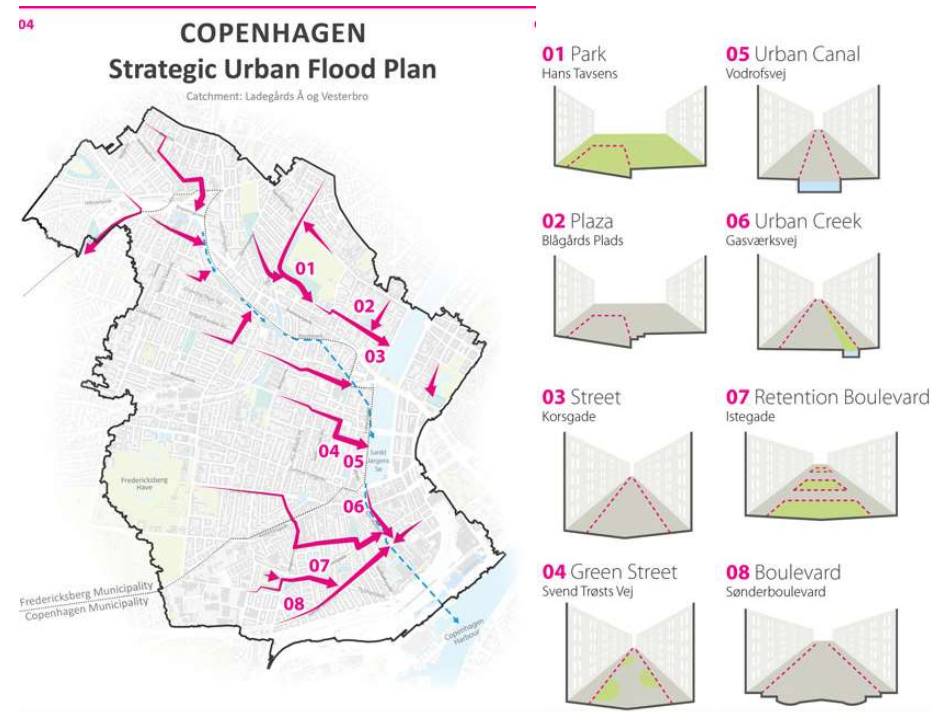 04
COPENHAGEN
Strategic Urban Flood Plan
Catchment: Ladegårds Å og Vesterbro
01
02
03
04
05
Sankt
Jørgens
Sø
Fredericksberg
Have
06
07
08
Fredericksberg Municipality
Copenhagen Municipality
Copenhagen
Harbour
01 Park
Hans Tavsens
05 Urban Canal
Vodrofsvej
02 Plaza
Blågårds Plads
06 Urban Creek
Gasværksvej
03 Street
Korsgade
07 Retention Boulevard
Istegade
04 Green Street
Svend Trøsts Vej
08 Boulevard
Sønderboulevard